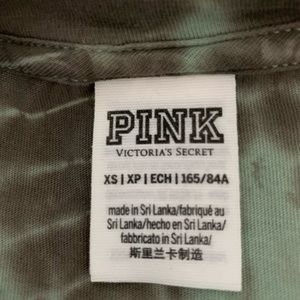 PINK
VICTORIA'S SECRET
XS | XP | ECH | 165/84A
made in Sri Lanka/fabriqué au
Sri Lanka/hecho en Sri Lanka/
fabbricato in Sri Lanka/
斯里兰卡制造